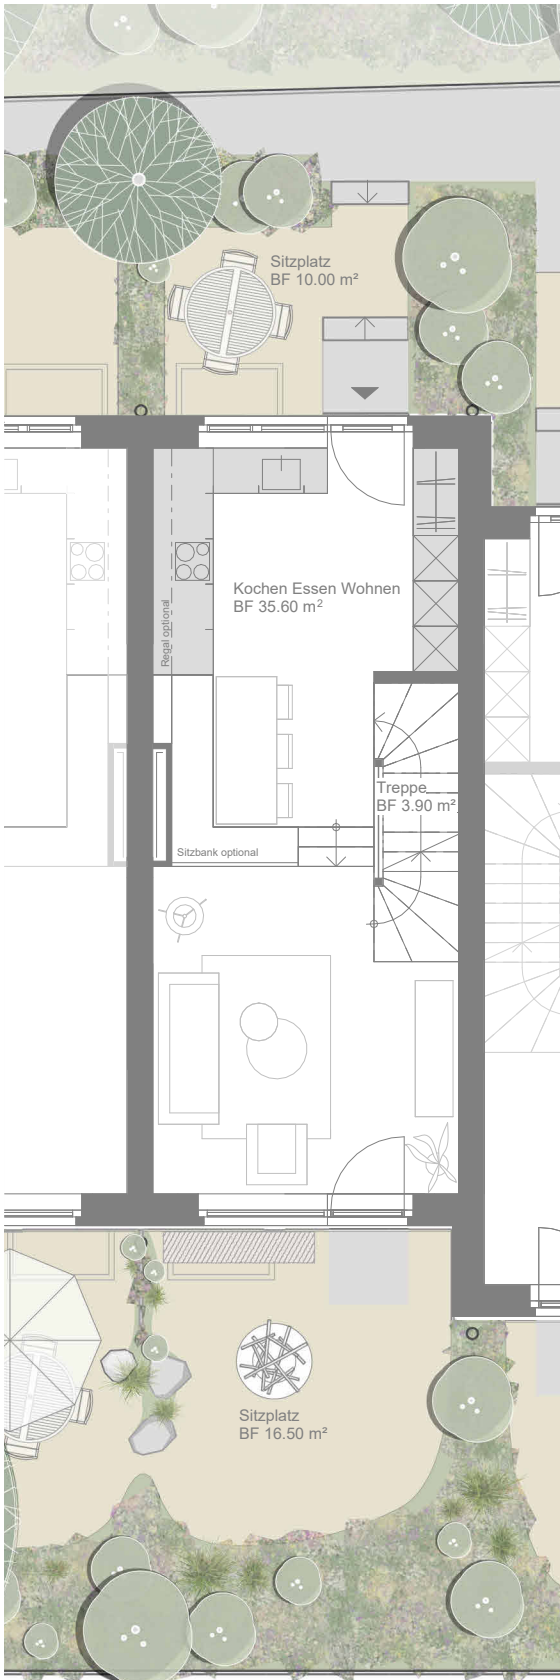 Sitzplatz
BF 10.00 m²
Kochen Essen Wohnen
BF 35.60 m²
Regal optional
Treppe
BF 3.90 m²
Sitzbank optional
Sitzplatz
BF 16.50 m²